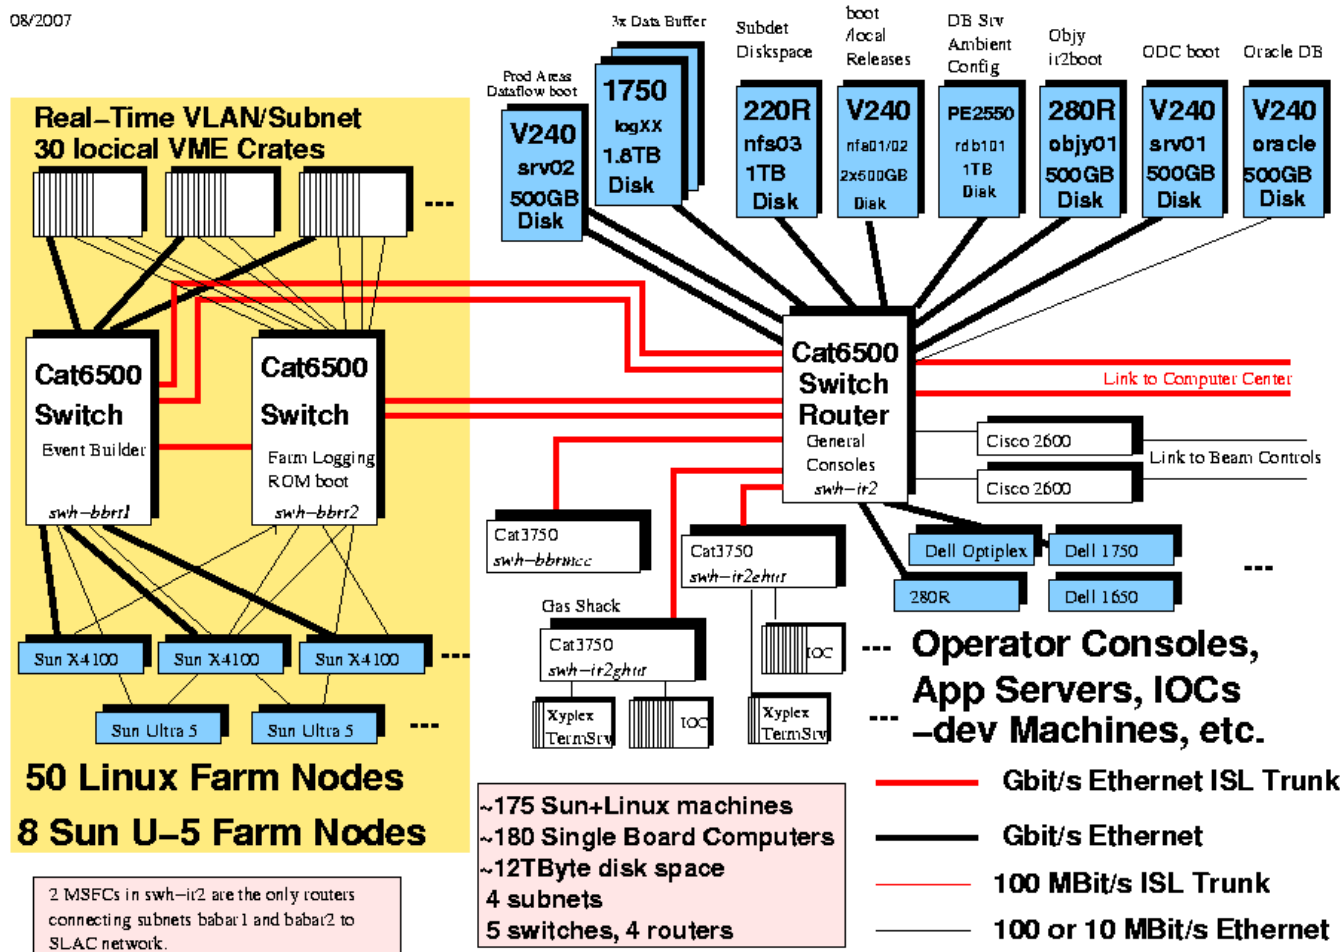 08/2007
3x Data Buffer
Subdet
Diskspace
boot
/local
Releases
DB Srv
Ambient
Config
Objy
ir2boot
ODC boot
Oracle DB
Prod Areas
Dataflow boot
V240
srv02
500GB
Disk
1750
logXX
1.8TB
Disk
220R
nfs03
1TB
Disk
V240
nfs01/02
2x500GB
Disk
PE2550
rdb101
1TB
Disk
280R
objy01
500GB
Disk
V240
srv01
500GB
Disk
V240
oracle
500GB
Disk
Real-Time VLAN/Subnet
30 locical VME Crates
---
Cat6500
Switch
Event Builder
swh-bbrt1
Cat6500
Switch
Farm Logging
ROM boot
swh-bbrt2
Cat6500
Switch
Router
General
Consoles
swh-ir2
Link to Computer Center
Cisco 2600
Cisco 2600
Link to Beam Controls
Cat3750
swh-bbrmcc
Cat3750
swh-ir2ehut
Dell Optiplex
Dell 1750
280R
Dell 1650
---
Gas Shack
Cat3750
swh-ir2ghut
IOC
---
Xyplex
TermSrv
IOC
Xyplex
TermSrv
---
Sun X4100
Sun X4100
Sun X4100
---
Sun Ultra 5
Sun Ultra 5
---
50 Linux Farm Nodes
8 Sun U-5 Farm Nodes
Operator Consoles,
App Servers, IOCs
-dev Machines, etc.
Gbit/s Ethernet ISL Trunk
Gbit/s Ethernet
100 MBit/s ISL Trunk
100 or 10 MBit/s Ethernet
~175 Sun+Linux machines
~180 Single Board Computers
~12TByte disk space
4 subnets
5 switches, 4 routers
2 MSFCs in swh-ir2 are the only routers
connecting subnets babar1 and babar2 to
SLAC network.